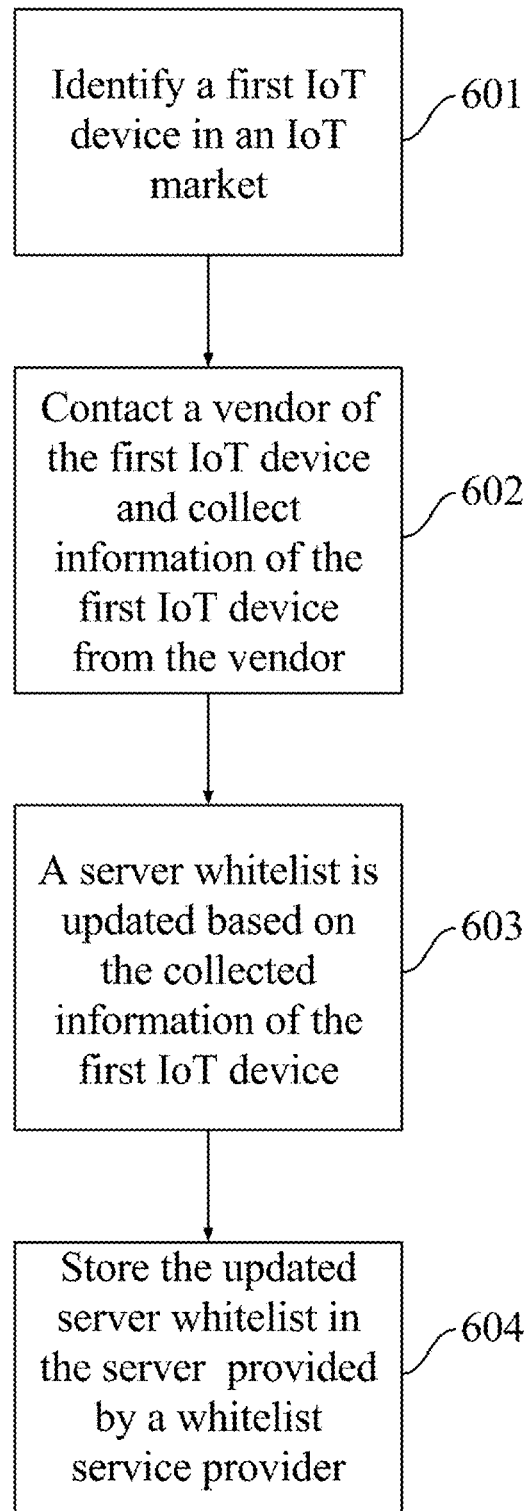 Identify a first IoT
device in an IoT
market
601
Contact a vendor of
the first IoT device
and collect
information of the
first IoT device
from the vendor
602
A server whitelist is
updated based on
the collected
information of the
first IoT device
603
Store the updated
server whitelist in
the server provided
by a whitelist
service provider
604